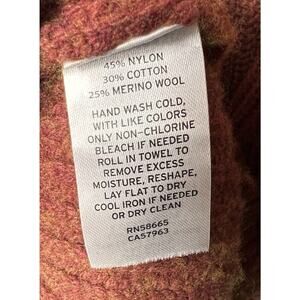 45% NYLON
30% COTTON
25% MERINO WOOL
HAND WASH COLD,
WITH LIKE COLORS
ONLY NON-CHLORINE
BLEACH IF NEEDED
ROLL IN TOWEL TO
REMOVE EXCESS
MOISTURE, RESHAPE,
LAY FLAT TO DRY
COOL IRON IF NEEDED
OR DRY CLEAN
RN58665
CA57963